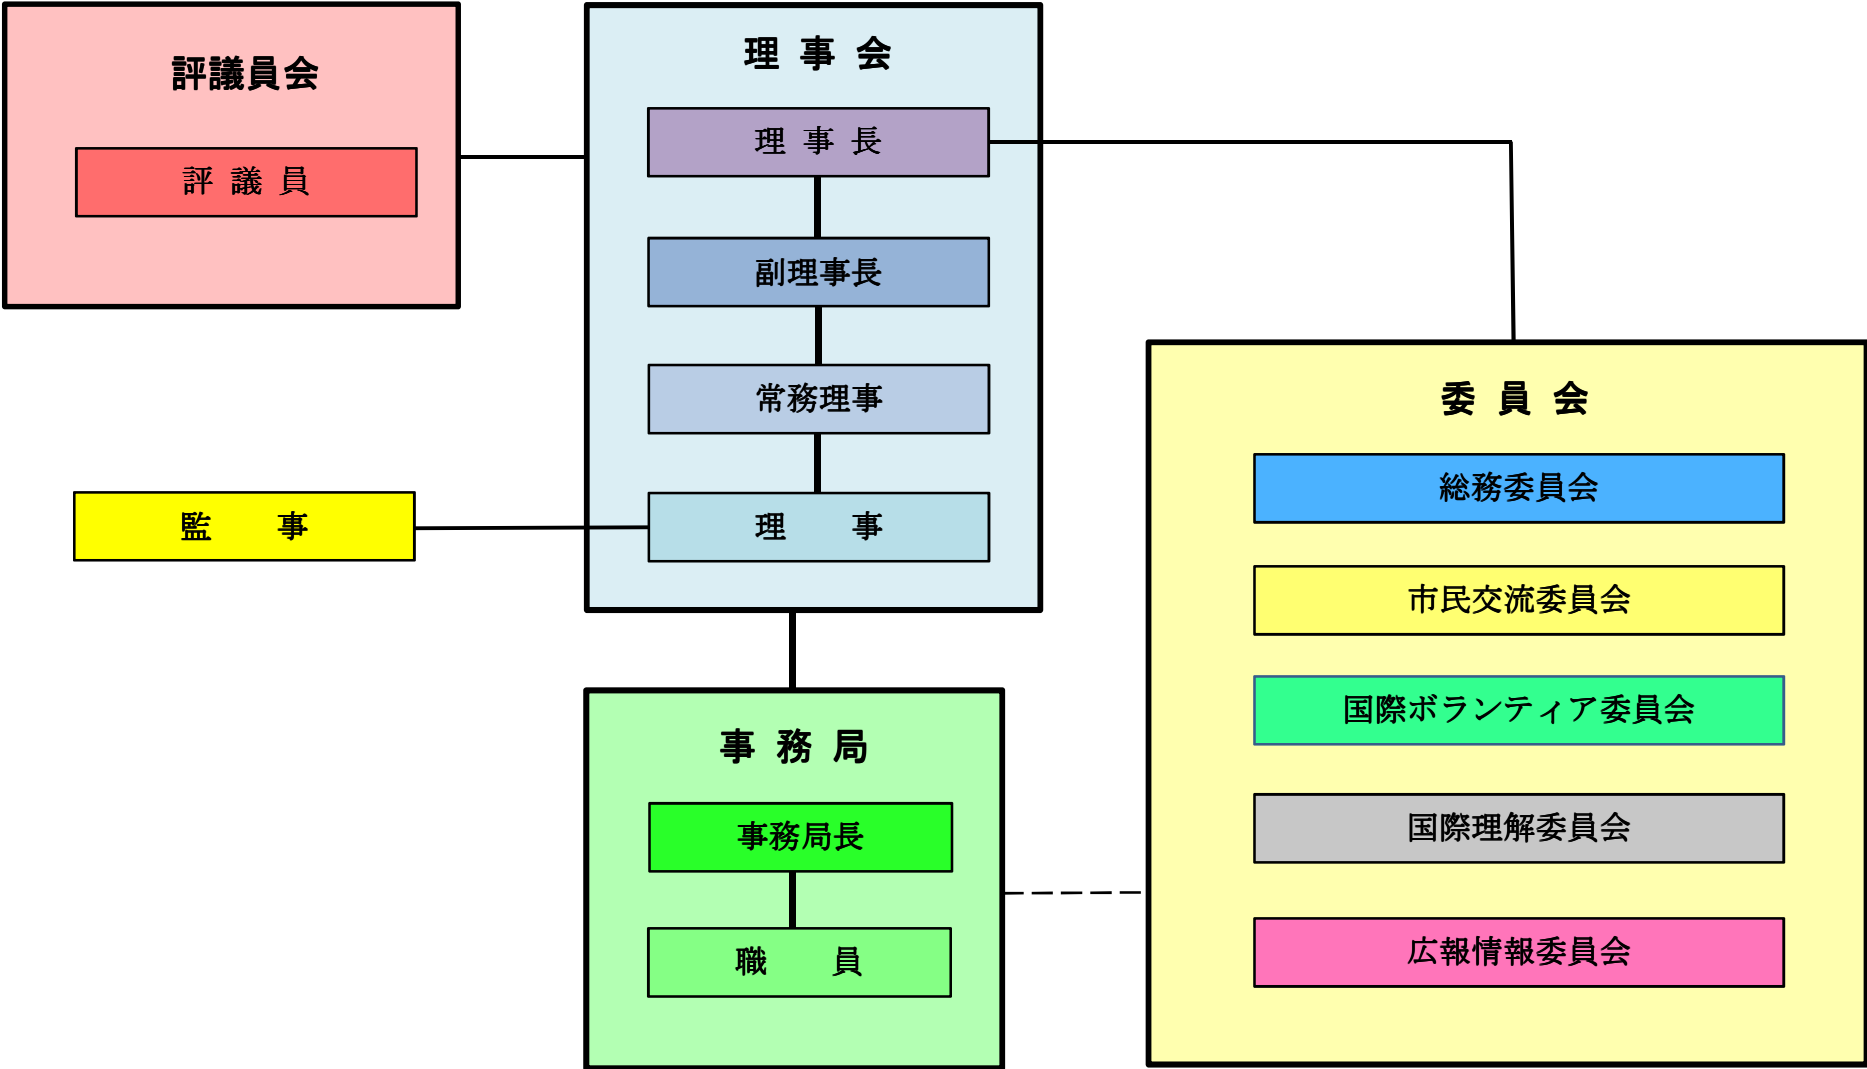 評議員会
評 議 員
理 事 会
理 事 長
副理事長
常務理事
監　　事
理　　事
事 務 局
事務局長
職　　員
委 員 会
総務委員会
市民交流委員会
国際ボランティア委員会
国際理解委員会
広報情報委員会